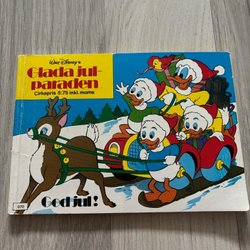 Walt Disney's
Glada jul-
paraden
Cirkapris 5:75 inkl. moms
God jul!